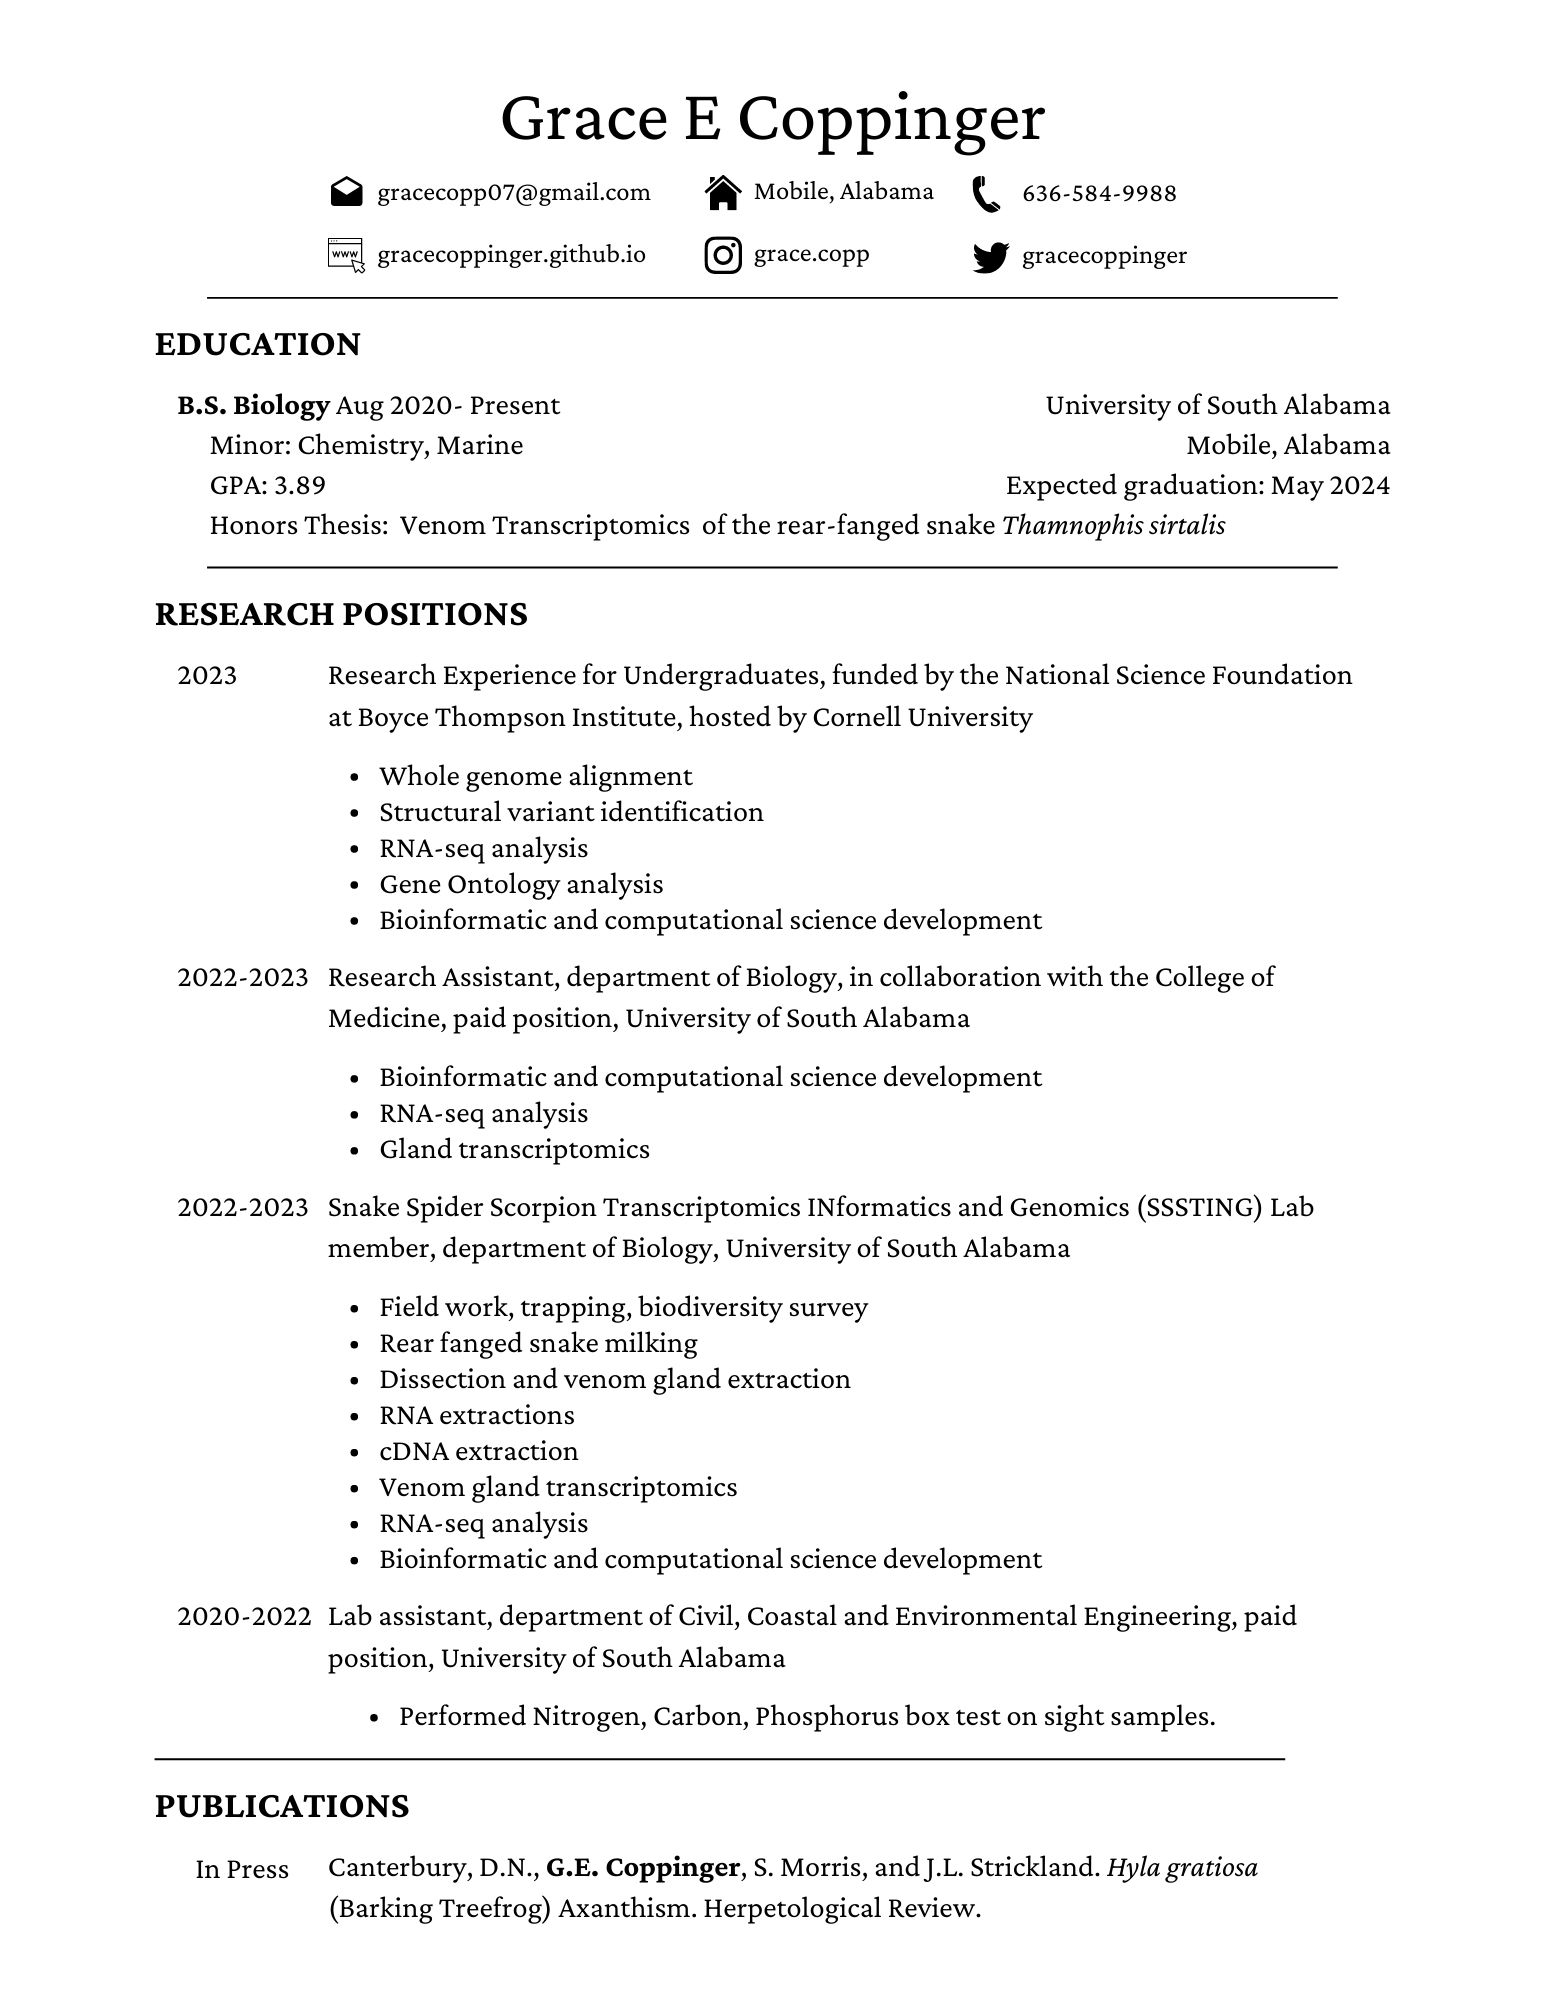 Grace E Coppinger
gracecopp07@gmail.com Mobile, Alabama 636-584-9988
www gracecoppinger.github.io grace.copp gracecoppinger
EDUCATION
B.S. Biology Aug 2020- Present University of South Alabama
Minor: Chemistry, Marine Mobile, Alabama
GPA: 3.89 Expected graduation: May 2024
Honors Thesis: Venom Transcriptomics of the rear-fanged snake Thamnophis sirtalis
RESEARCH POSITIONS
2023 Research Experience for Undergraduates, funded by the National Science Foundation
at Boyce Thompson Institute, hosted by Cornell University
• Whole genome alignment
• Structural variant identification
• RNA-seq analysis
• Gene Ontology analysis
• Bioinformatic and computational science development
2022-2023 Research Assistant, department of Biology, in collaboration with the College of
Medicine, paid position, University of South Alabama
• Bioinformatic and computational science development
• RNA-seq analysis
• Gland transcriptomics
2022-2023 Snake Spider Scorpion Transcriptomics INformatics and Genomics (SSSTING) Lab
member, department of Biology, University of South Alabama
• Field work, trapping, biodiversity survey
• Rear fanged snake milking
• Dissection and venom gland extraction
• RNA extractions
• cDNA extraction
• Venom gland transcriptomics
• RNA-seq analysis
• Bioinformatic and computational science development
2020-2022 Lab assistant, department of Civil, Coastal and Environmental Engineering, paid
position, University of South Alabama
• Performed Nitrogen, Carbon, Phosphorus box test on sight samples.
PUBLICATIONS
In Press Canterbury, D.N., G.E. Coppinger, S. Morris, and J.L. Strickland. Hyla gratiosa
(Barking Treefrog) Axanthism. Herpetological Review.